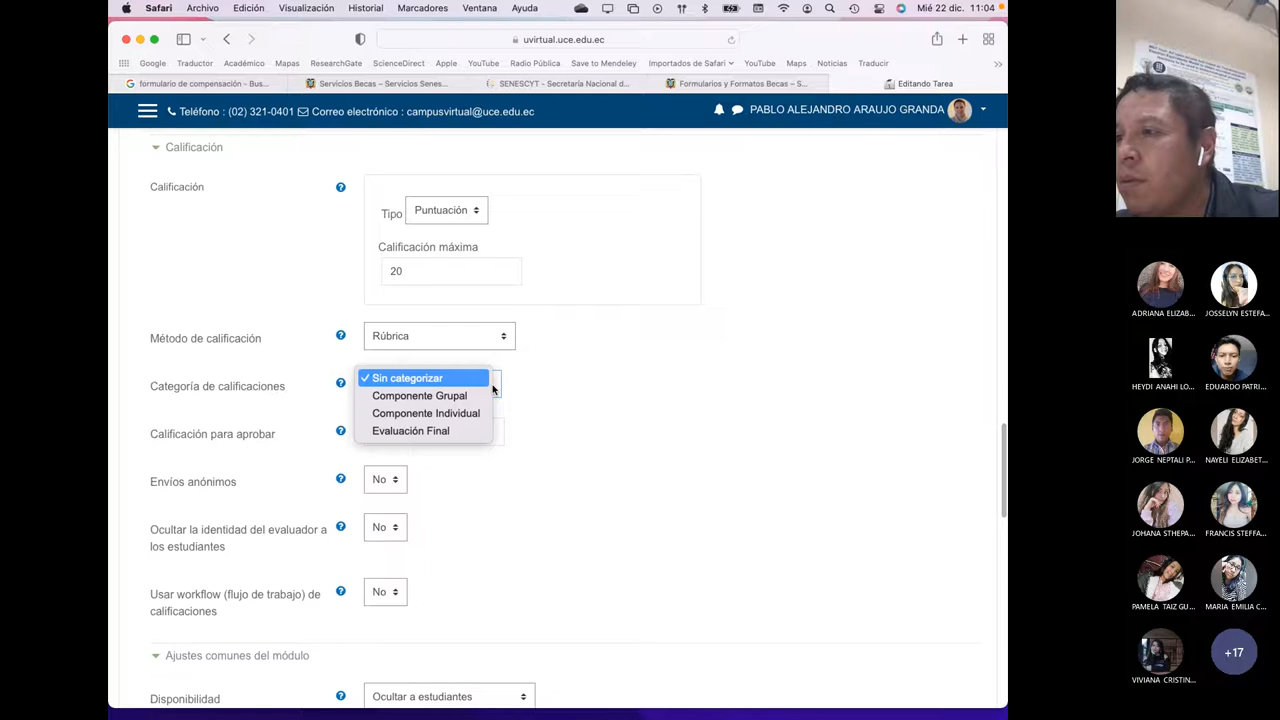 Safari Archivo Edición Visualización Historial Marcadores Ventana Ayuda Mié 22 dic. 11:04
uvirtual.uce.edu.ec
Google Traductor Académico Mapas ResearchGate ScienceDirect Apple YouTube Radio Pública Save to Mendeley Importados de Safari YouTube Maps Noticias Traducir
formulario de compensación - Bus... Servicios Becas – Servicios Senes... SENESCYT - Secretaría Nacional d... Formularios y Formatos Becas – S... Editando Tarea
Teléfono : (02) 321-0401 Correo electrónico : campusvirtual@uce.edu.ec PABLO ALEJANDRO ARAUJO GRANDA
Calificación
Calificación
Tipo Puntuación
Calificación máxima
20
Método de calificación Rúbrica
Categoría de calificaciones
Sin categorizar
Componente Grupal
Componente Individual
Evaluación Final
Calificación para aprobar
Envíos anónimos No
Ocultar la identidad del evaluador a
los estudiantes
No
Usar workflow (flujo de trabajo) de
calificaciones
No
Ajustes comunes del módulo
Disponibilidad Ocultar a estudiantes
ADRIANA ELIZAB... JOSSELYN ESTEFA...
HEYDI ANAHI LO... EDUARDO PATRI...
JORGE NEPTALI P... NAYELI ELIZABET...
JOHANA STHEPA... FRANCIS STEFFA...
PAMELA TAIZ GU... MARIA EMILIA C...
VIVIANA CRISTIN... +17